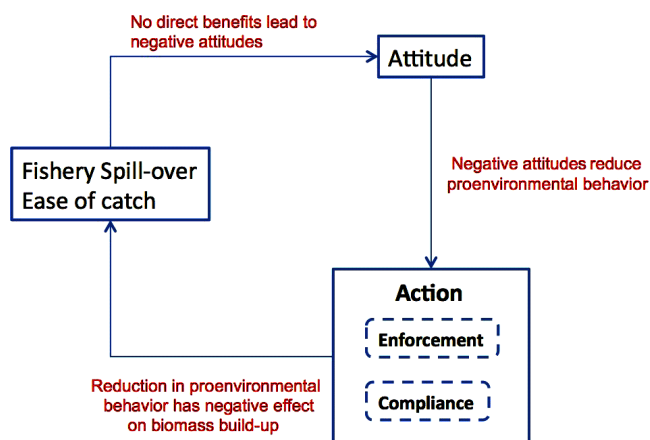 No direct benefits lead to
negative attitudes
Attitude
Fishery Spill-over
Ease of catch
Negative attitudes reduce
proenvironmental behavior
Action
Enforcement
Compliance
Reduction in proenvironmental
behavior has negative effect
on biomass build-up